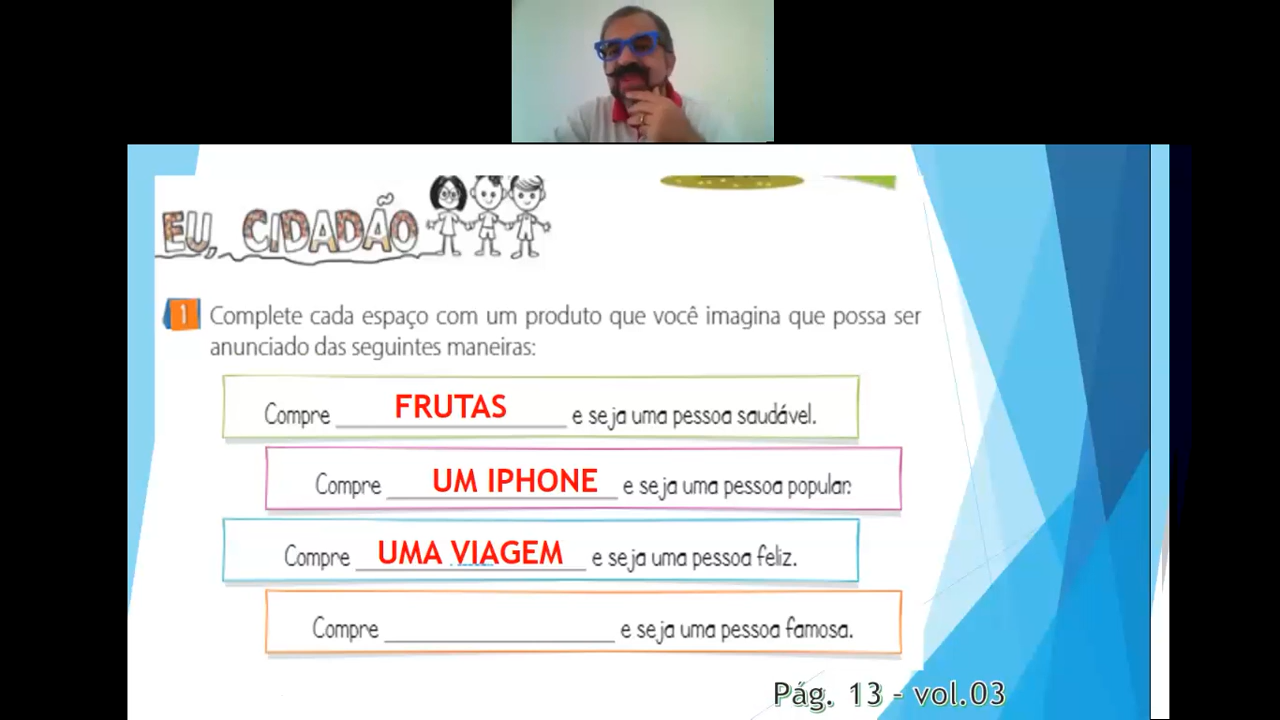 EU, CIDADÃO
1 Complete cada espaço com um produto que você imagina que possa ser
anunciado das seguintes maneiras:
Compre FRUTAS e seja uma pessoa saudável.
Compre UM IPHONE e seja uma pessoa popular.
Compre UMA VIAGEM e seja uma pessoa feliz.
Compre ____________________ e seja uma pessoa famosa.
Pág. 13 - vol.03